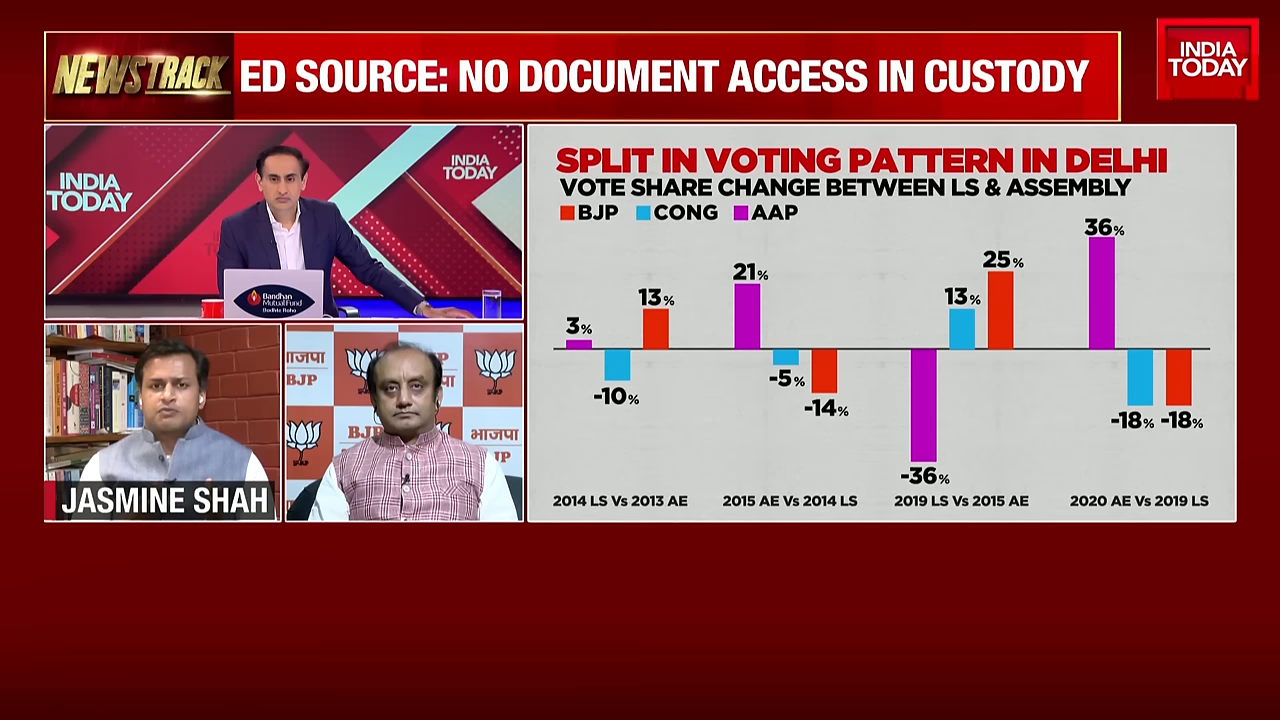 NEWSTRACK
ED SOURCE: NO DOCUMENT ACCESS IN CUSTODY
INDIA
TODAY
INDIA
TODAY
INDIA
TODAY
Bandhan
Mutual Fund
Badhte Raho
JASMINE SHAH
BJP
भाजपा
BJP
भाजपा
SPLIT IN VOTING PATTERN IN DELHI
VOTE SHARE CHANGE BETWEEN LS & ASSEMBLY
BJP CONG AAP
3% -10% 13%
21% -5% -14%
-36% 13% 25%
36% -18% -18%
2014 LS Vs 2013 AE
2015 AE Vs 2014 LS
2019 LS Vs 2015 AE
2020 AE Vs 2019 LS